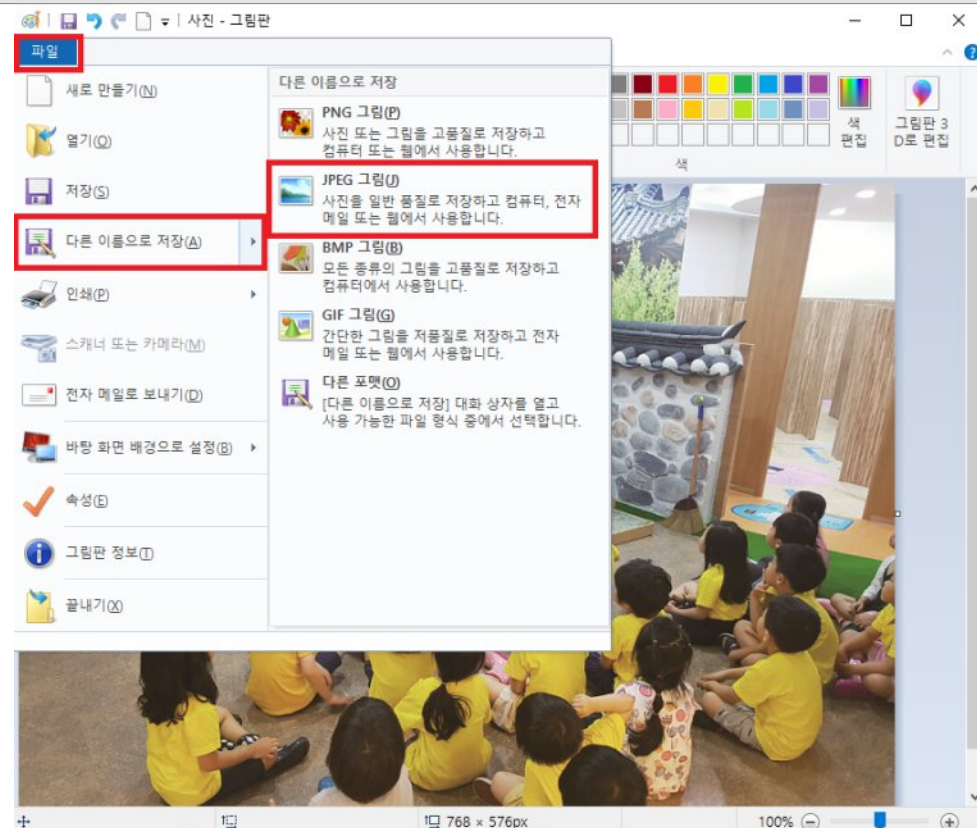 사진 - 그림판
파일
새로 만들기(N)
열기(O)
저장(S)
다른 이름으로 저장(A)
인쇄(P)
스캐너 또는 카메라(M)
전자 메일로 보내기(D)
바탕 화면 배경으로 설정(B)
속성(E)
그림판 정보(T)
끝내기(X)
다른 이름으로 저장
PNG 그림(P)
사진 또는 그림을 고품질로 저장하고
컴퓨터 또는 웹에서 사용합니다.
JPEG 그림(J)
사진을 일반 품질로 저장하고 컴퓨터, 전자
메일 또는 웹에서 사용합니다.
BMP 그림(B)
모든 종류의 그림을 고품질로 저장하고
컴퓨터에서 사용합니다.
GIF 그림(G)
간단한 그림을 저품질로 저장하고 전자
메일 또는 웹에서 사용합니다.
다른 포맷(O)
[다른 이름으로 저장] 대화 상자를 열고
사용 가능한 파일 형식 중에서 선택합니다.
색
편집
그림판 3
D로 편집
색
768 × 576px
100%